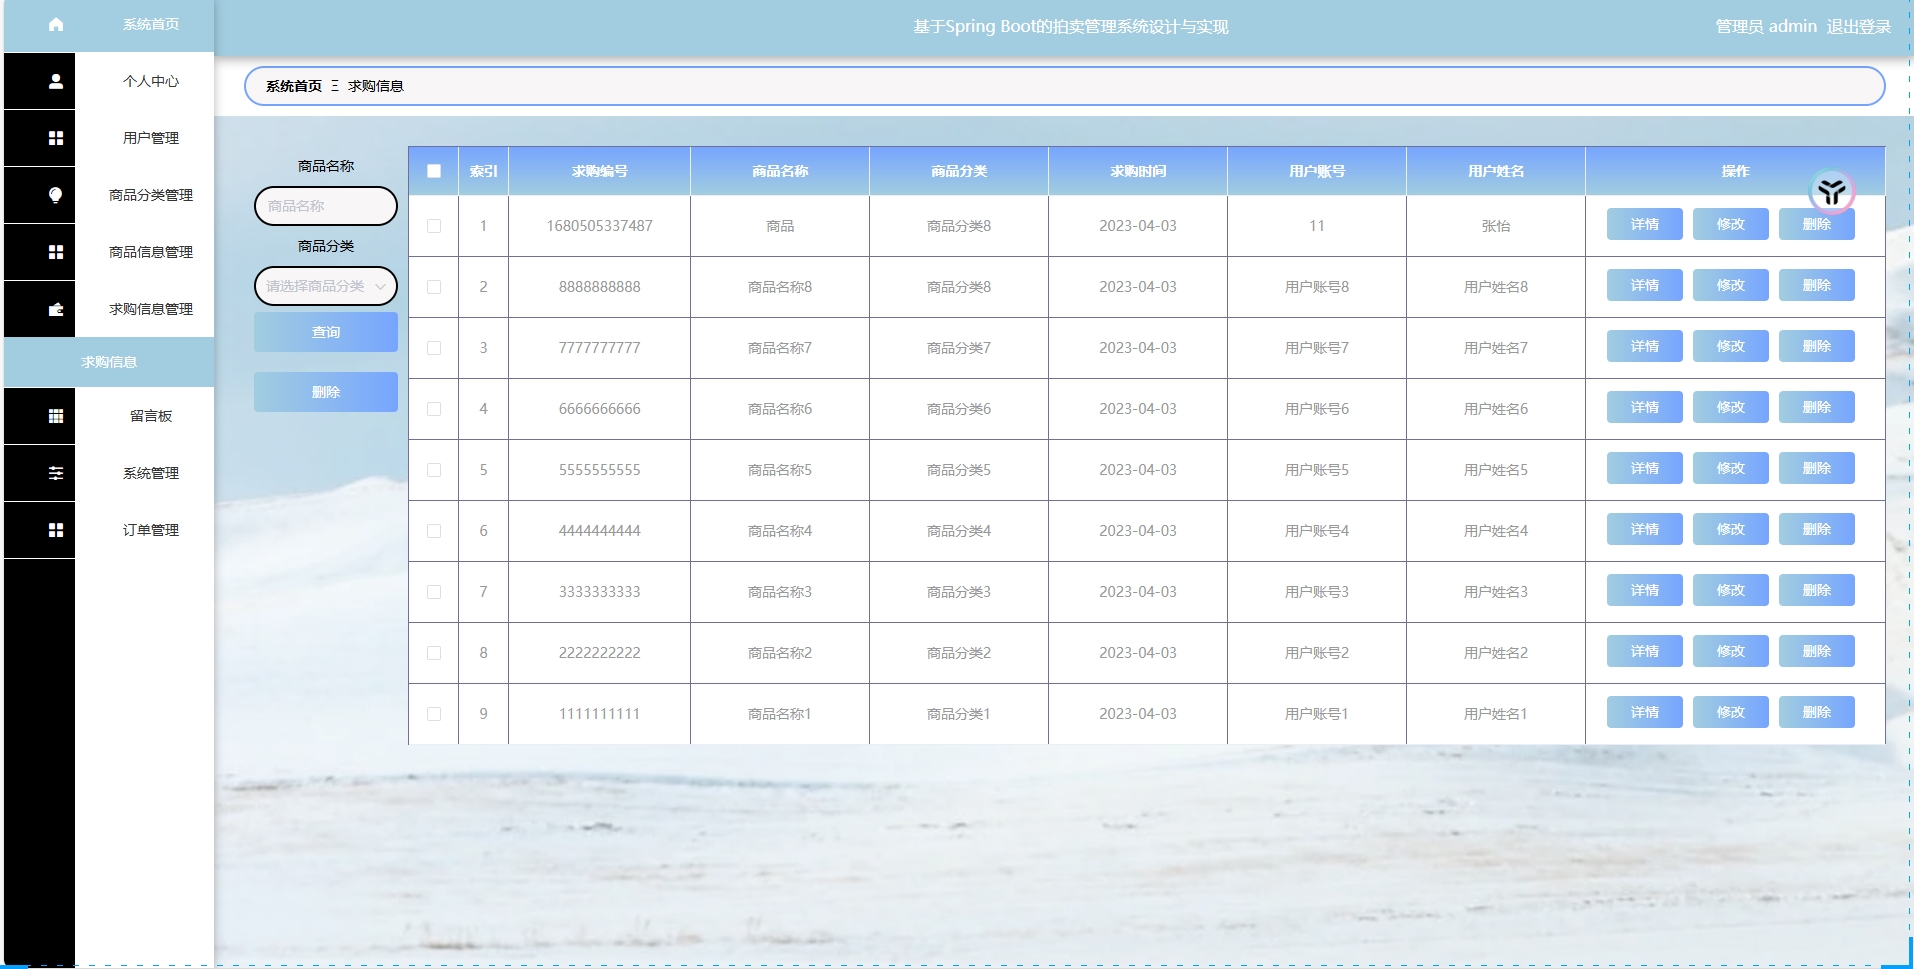 系统首页
基于Spring Boot的拍卖管理系统设计与实现
管理员 admin 退出登录
个人中心
用户管理
商品分类管理
商品信息管理
求购信息管理
求购信息
留言板
系统管理
订单管理
系统首页 Ξ 求购信息
商品名称
商品名称
商品分类
请选择商品分类
查询
删除
索引 求购编号 商品名称 商品分类 求购时间 用户账号 用户姓名 操作
1 1680505337487 商品 商品分类8 2023-04-03 11 张怡 详情 修改 删除
2 8888888888 商品名称8 商品分类8 2023-04-03 用户账号8 用户姓名8 详情 修改 删除
3 7777777777 商品名称7 商品分类7 2023-04-03 用户账号7 用户姓名7 详情 修改 删除
4 6666666666 商品名称6 商品分类6 2023-04-03 用户账号6 用户姓名6 详情 修改 删除
5 5555555555 商品名称5 商品分类5 2023-04-03 用户账号5 用户姓名5 详情 修改 删除
6 4444444444 商品名称4 商品分类4 2023-04-03 用户账号4 用户姓名4 详情 修改 删除
7 3333333333 商品名称3 商品分类3 2023-04-03 用户账号3 用户姓名3 详情 修改 删除
8 2222222222 商品名称2 商品分类2 2023-04-03 用户账号2 用户姓名2 详情 修改 删除
9 1111111111 商品名称1 商品分类1 2023-04-03 用户账号1 用户姓名1 详情 修改 删除